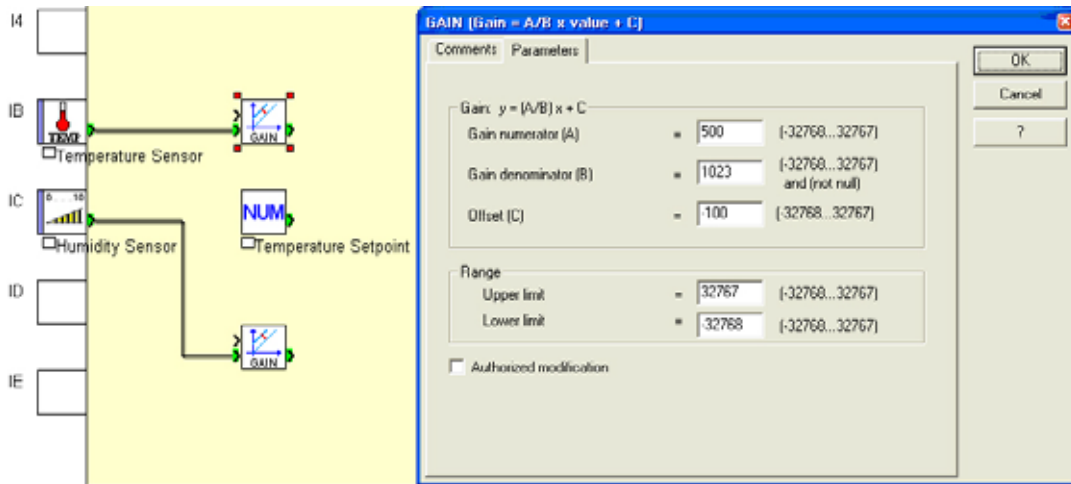 I4
IB
TEMP
GAIN
Temperature Sensor
IC
0....10
NUM
Humidity Sensor
Temperature Setpoint
ID
GAIN
IE
GAIN (Gain = A/B x value + C)
Comments
Parameters
OK
Cancel
?
Gain: y = (A/B) x + C
Gain numerator (A) = 500 (-32768...32767)
Gain denominator (B) = 1023 (-32768...32767)
and (not null)
Offset (C) = -100 (-32768...32767)
Range
Upper limit = 32767 (-32768...32767)
Lower limit = -32768 (-32768...32767)
Authorized modification